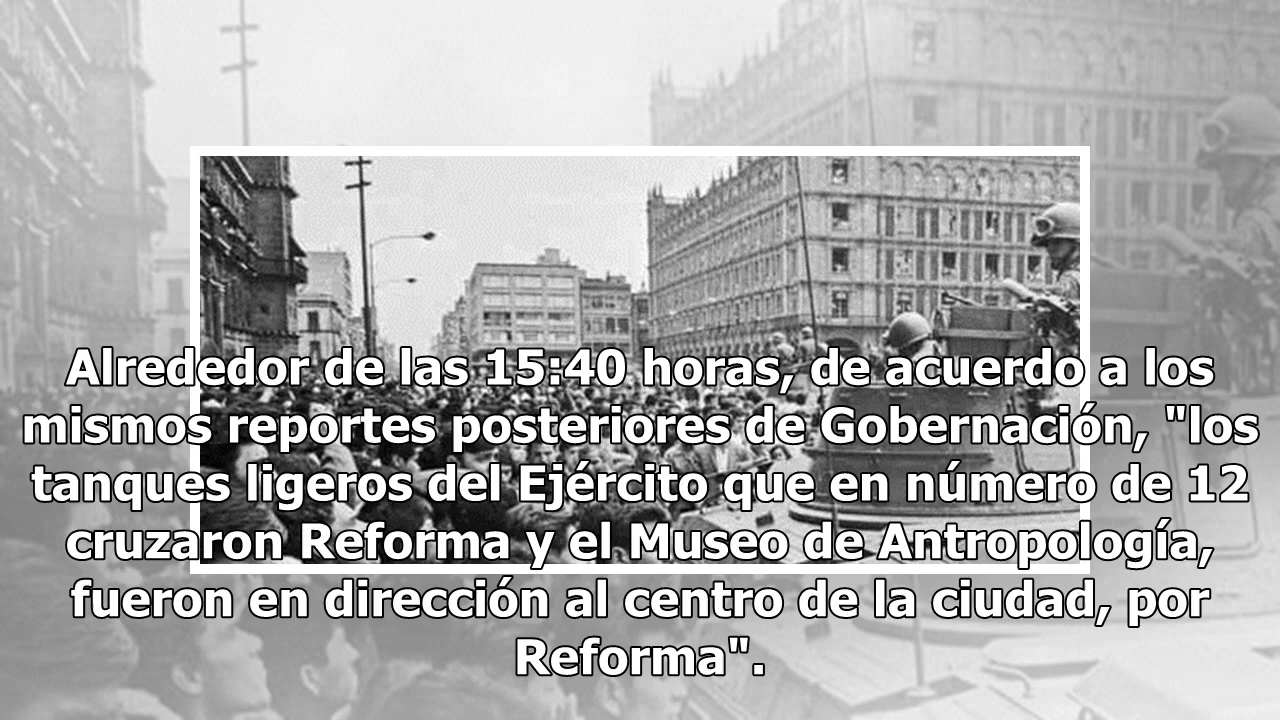 Alrededor de las 15:40 horas, de acuerdo a los
mismos reportes posteriores de Gobernación, "los
tanques ligeros del Ejército que en número de 12
cruzaron Reforma y el Museo de Antropología,
fueron en dirección al centro de la ciudad, por
Reforma".